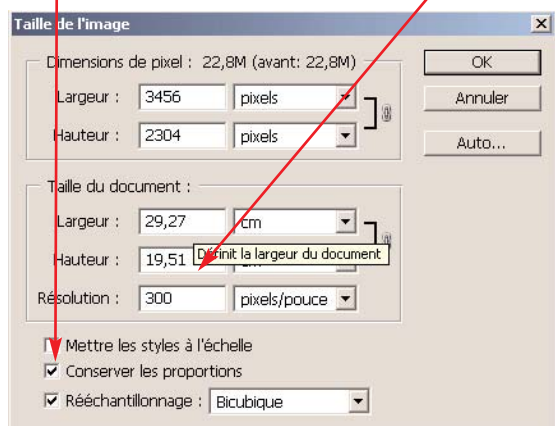 Taille de l'image
Dimensions de pixel : 22,8M (avant: 22,8M)
OK
Largeur : 3456 pixels
Annuler
Hauteur : 2304 pixels
Auto...
Taille du document :
Largeur : 29,27 cm
Définit la largeur du document
Hauteur : 19,51 cm
Résolution : 300 pixels/pouce
Mettre les styles à l'échelle
Conserver les proportions
Rééchantillonnage : Bicubique